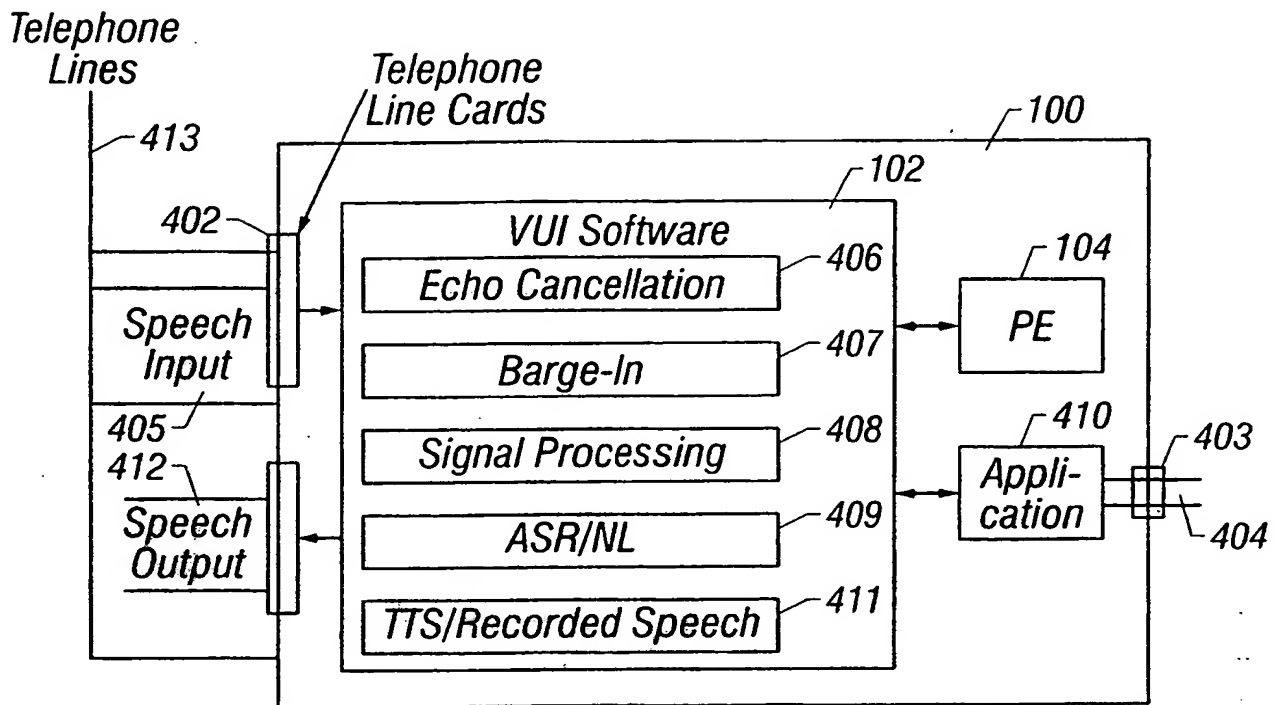 Telephone
Lines
Telephone
Line Cards
413
100
102
402
VUI Software
406
Echo Cancellation
104
PE
Speech
Input
405
407
Barge-In
408
Signal Processing
410
Appli-
cation
403
404
412
Speech
Output
409
ASR/NL
411
TTS/Recorded Speech